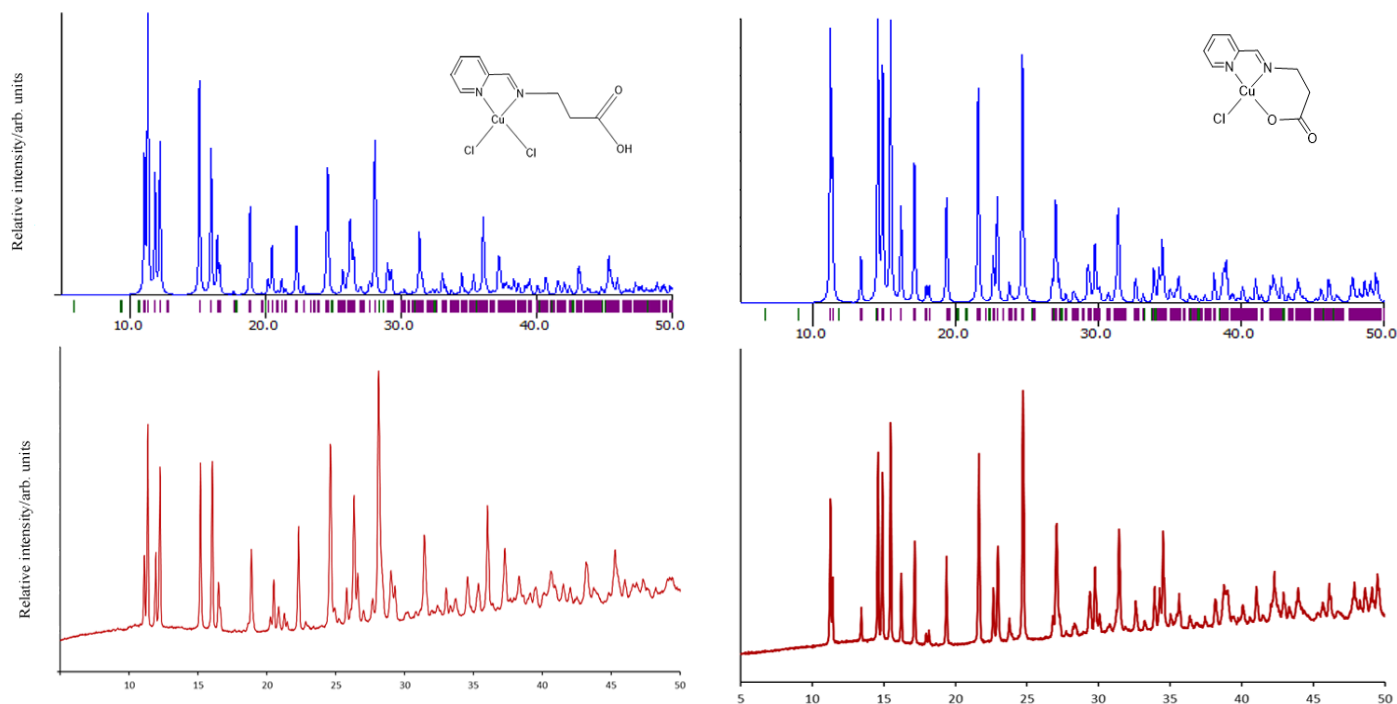 Relative intensity/arb. units
N
N
Cu
Cl
Cl
O
OH
N
N
Cu
Cl
O
O
10.0 20.0 30.0 40.0 50.0
10.0 20.0 30.0 40.0 50.0
Relative intensity/arb. units
10 15 20 25 30 35 40 45 50
5 10 15 20 25 30 35 40 45 50